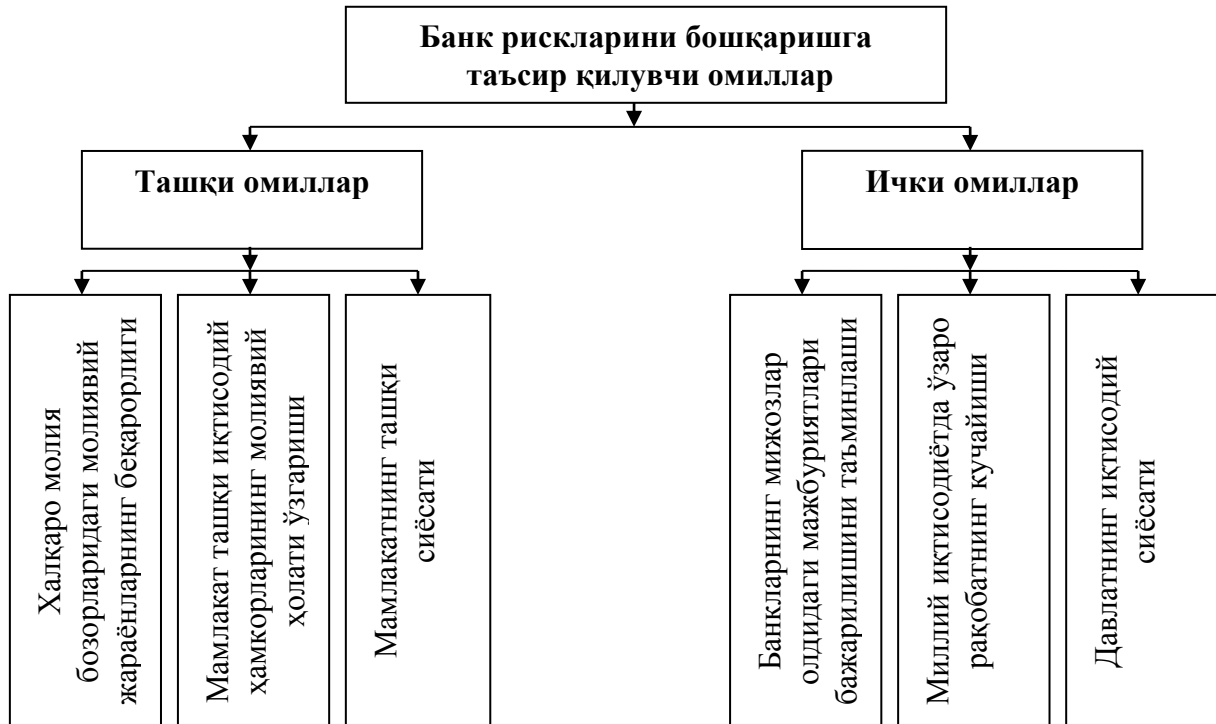 Банк рискларини бошқаришга
таъсир қилувчи омиллар
Ташқи омиллар
Ички омиллар
Халқаро молия
бозорларидаги молиявий
жараёнларнинг беқарорлиги
Мамлакат ташқи иқтисодий
ҳамкорларининг молиявий
ҳолати ўзгариши
Мамлакатнинг ташқи
сиёсати
Банкларнинг мижозлар
олдидаги мажбуриятлари
бажарилишини таъминлаши
Миллий иқтисодиётда ўзаро
рақобатнинг кучайиши
Давлатнинг иқтисодий
сиёсати